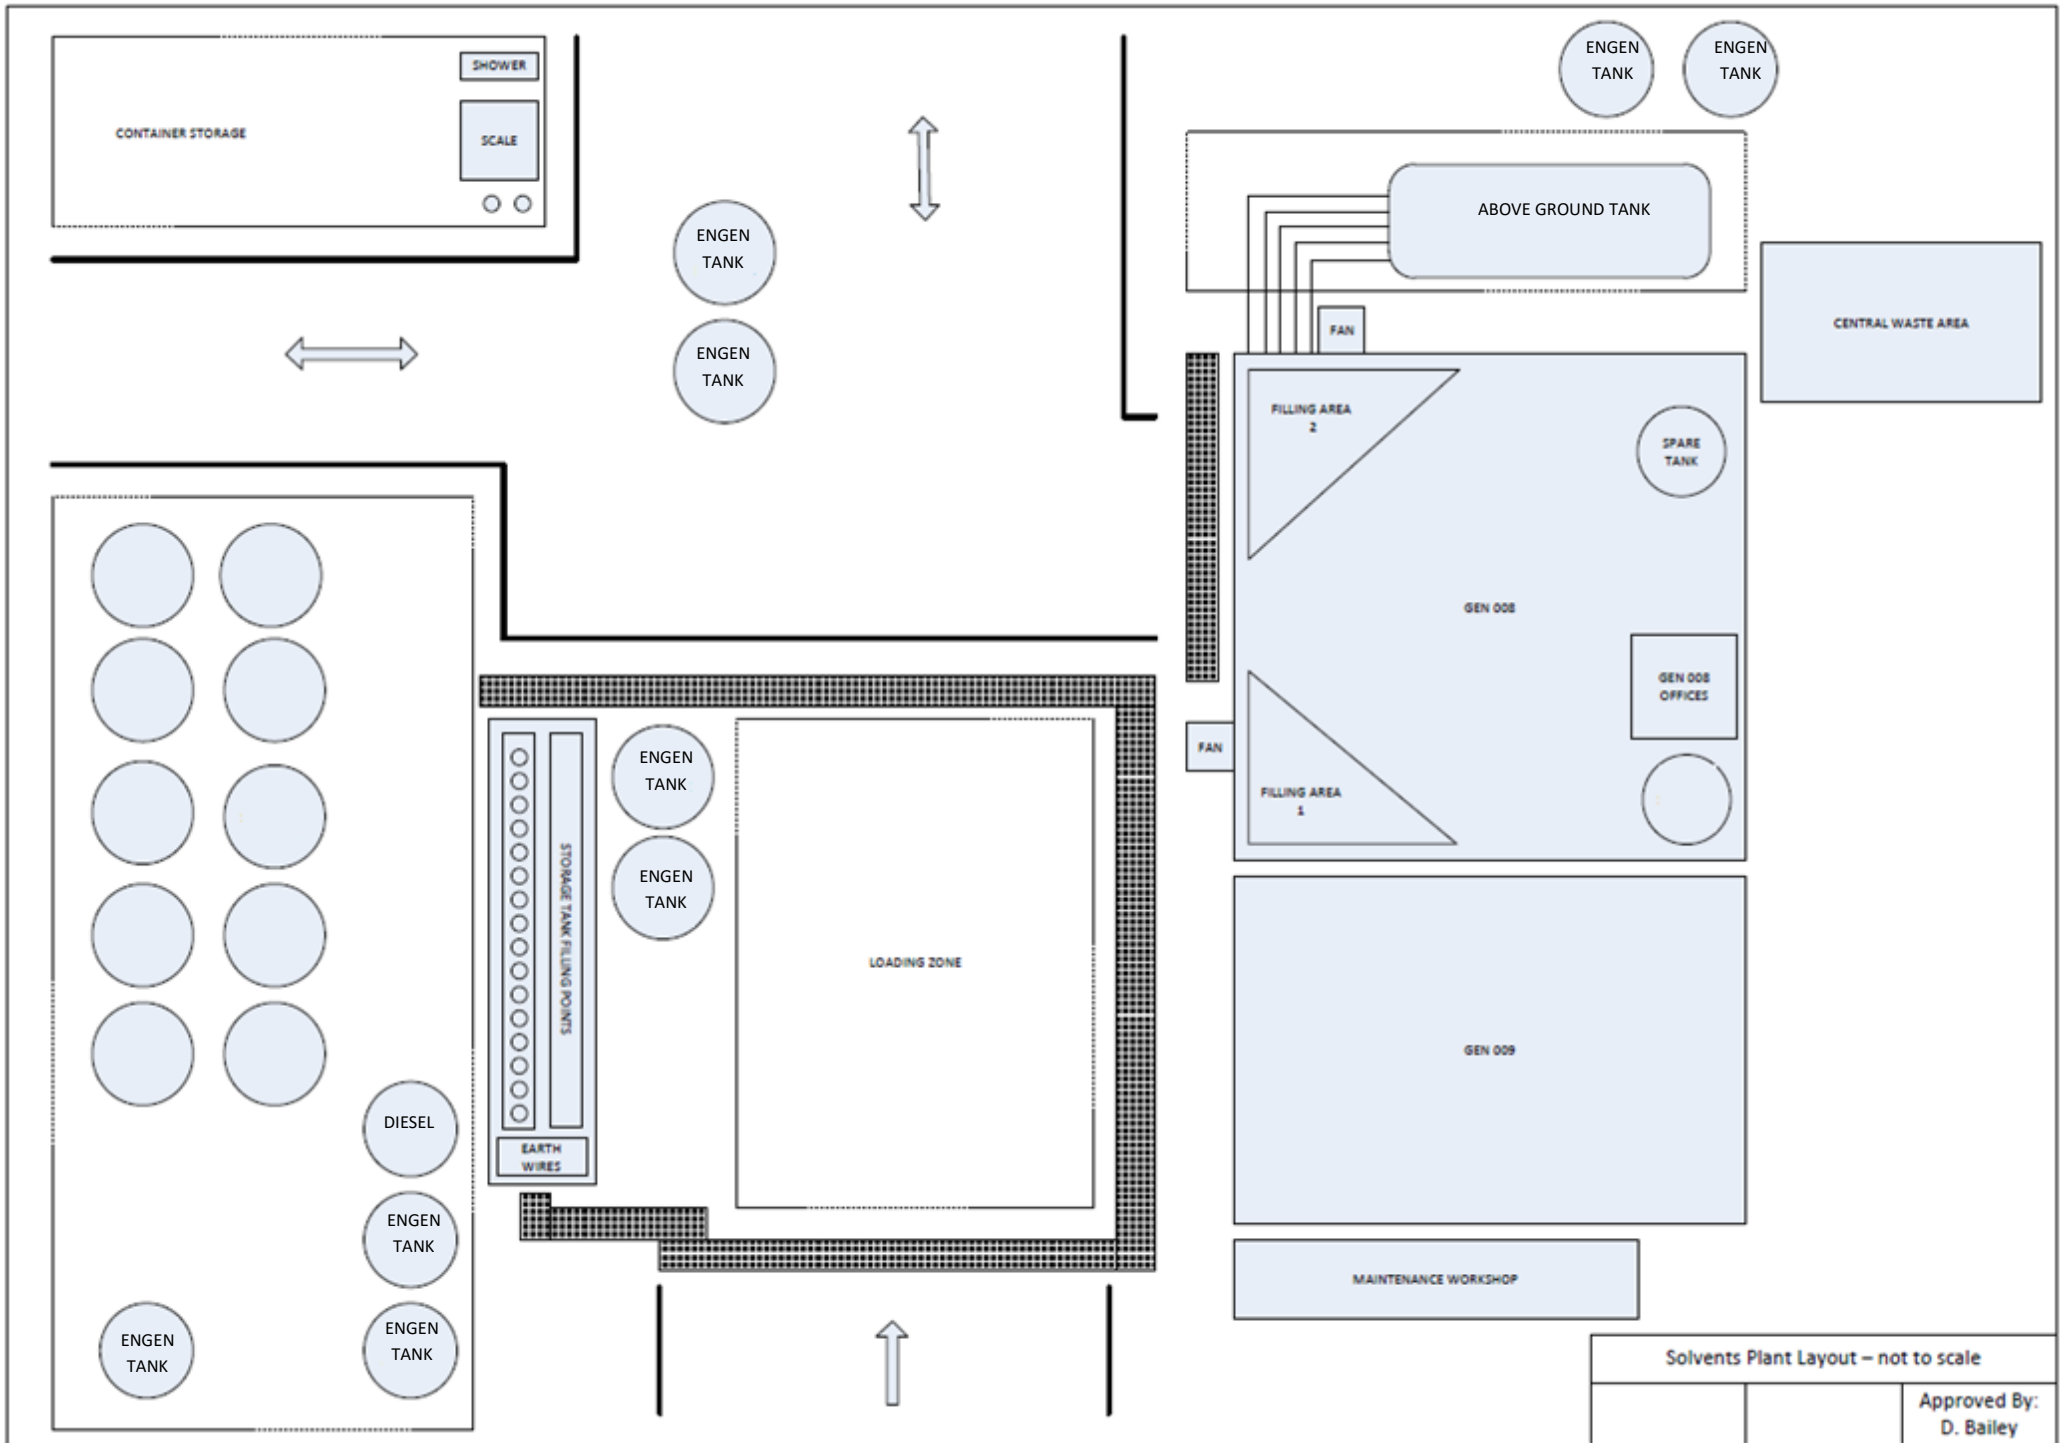 ENGEN
TANK
ENGEN
TANK
SHOWER
CONTAINER STORAGE
SCALE
ABOVE GROUND TANK
ENGEN
TANK
CENTRAL WASTE AREA
FAN
ENGEN
TANK
FILLING AREA
2
SPARE
TANK
GEN 008
GEN 008
OFFICES
FAN
ENGEN
TANK
FILLING AREA
1
STORAGE TANK FILLING POINTS
ENGEN
TANK
LOADING ZONE
GEN 009
DIESEL
EARTH
WIRES
ENGEN
TANK
MAINTENANCE WORKSHOP
ENGEN
TANK
ENGEN
TANK
Solvents Plant Layout – not to scale
Approved By:
D. Bailey